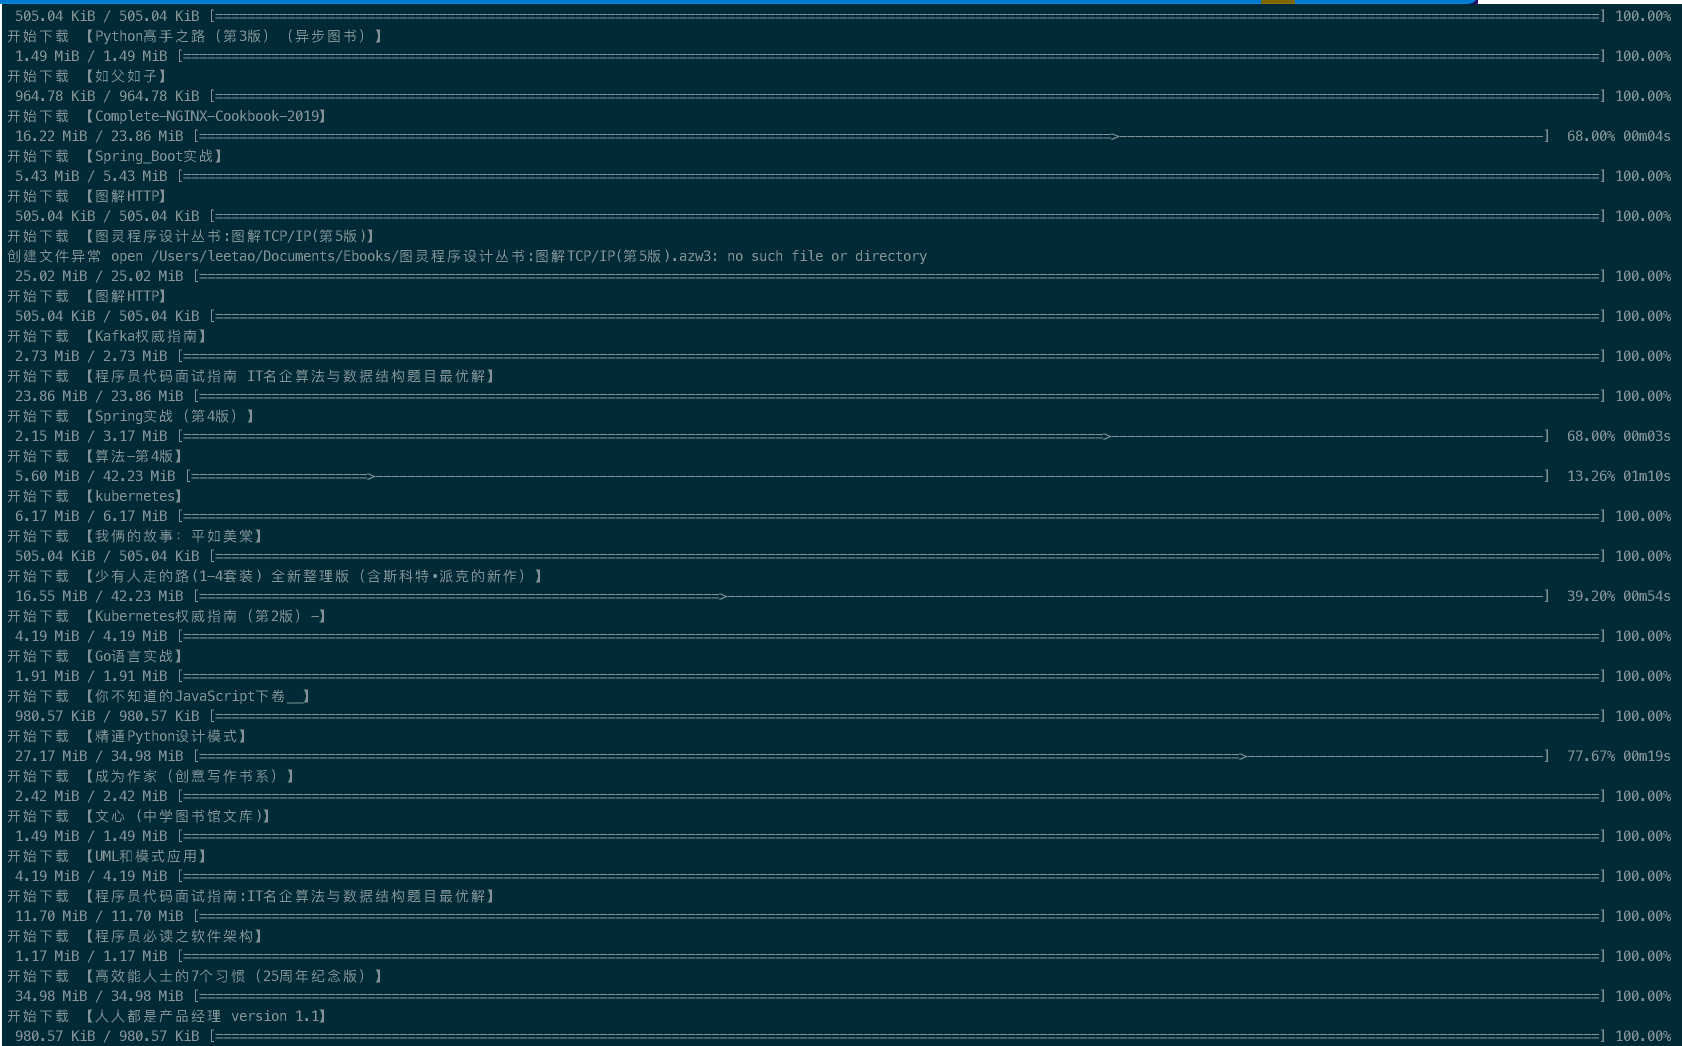 505.04 KiB / 505.04 KiB [====================] 100.00%
开始下载 【Python高手之路（第3版）（异步图书）】
1.49 MiB / 1.49 MiB [====================] 100.00%
开始下载 【如父如子】
964.78 KiB / 964.78 KiB [====================] 100.00%
开始下载 【Complete-NGINX-Cookbook-2019】
16.22 MiB / 23.86 MiB [=============>------] 68.00% 00m04s
开始下载 【Spring_Boot实战】
5.43 MiB / 5.43 MiB [====================] 100.00%
开始下载 【图解HTTP】
505.04 KiB / 505.04 KiB [====================] 100.00%
开始下载 【图灵程序设计丛书:图解TCP/IP(第5版)】
创建文件异常 open /Users/leetao/Documents/Ebooks/图灵程序设计丛书:图解TCP/IP(第5版).azw3: no such file or directory
25.02 MiB / 25.02 MiB [====================] 100.00%
开始下载 【图解HTTP】
505.04 KiB / 505.04 KiB [====================] 100.00%
开始下载 【Kafka权威指南】
2.73 MiB / 2.73 MiB [====================] 100.00%
开始下载 【程序员代码面试指南 IT名企算法与数据结构题目最优解】
23.86 MiB / 23.86 MiB [====================] 100.00%
开始下载 【Spring实战（第4版）】
2.15 MiB / 3.17 MiB [=============>------] 68.00% 00m03s
开始下载 【算法-第4版】
5.60 MiB / 42.23 MiB [==>-----------------] 13.26% 01m10s
开始下载 【kubernetes】
6.17 MiB / 6.17 MiB [====================] 100.00%
开始下载 【我俩的故事：平如美棠】
505.04 KiB / 505.04 KiB [====================] 100.00%
开始下载 【少有人走的路(1-4套装) 全新整理版（含斯科特•派克的新作）】
16.55 MiB / 42.23 MiB [=======>------------] 39.20% 00m54s
开始下载 【Kubernetes权威指南（第2版）-】
4.19 MiB / 4.19 MiB [====================] 100.00%
开始下载 【Go语言实战】
1.91 MiB / 1.91 MiB [====================] 100.00%
开始下载 【你不知道的JavaScript下卷__】
980.57 KiB / 980.57 KiB [====================] 100.00%
开始下载 【精通Python设计模式】
27.17 MiB / 34.98 MiB [===============>----] 77.67% 00m19s
开始下载 【成为作家（创意写作书系）】
2.42 MiB / 2.42 MiB [====================] 100.00%
开始下载 【文心（中学图书馆文库)】
1.49 MiB / 1.49 MiB [====================] 100.00%
开始下载 【UML和模式应用】
4.19 MiB / 4.19 MiB [====================] 100.00%
开始下载 【程序员代码面试指南:IT名企算法与数据结构题目最优解】
11.70 MiB / 11.70 MiB [====================] 100.00%
开始下载 【程序员必读之软件架构】
1.17 MiB / 1.17 MiB [====================] 100.00%
开始下载 【高效能人士的7个习惯（25周年纪念版）】
34.98 MiB / 34.98 MiB [====================] 100.00%
开始下载 【人人都是产品经理 version 1.1】
980.57 KiB / 980.57 KiB [====================] 100.00%